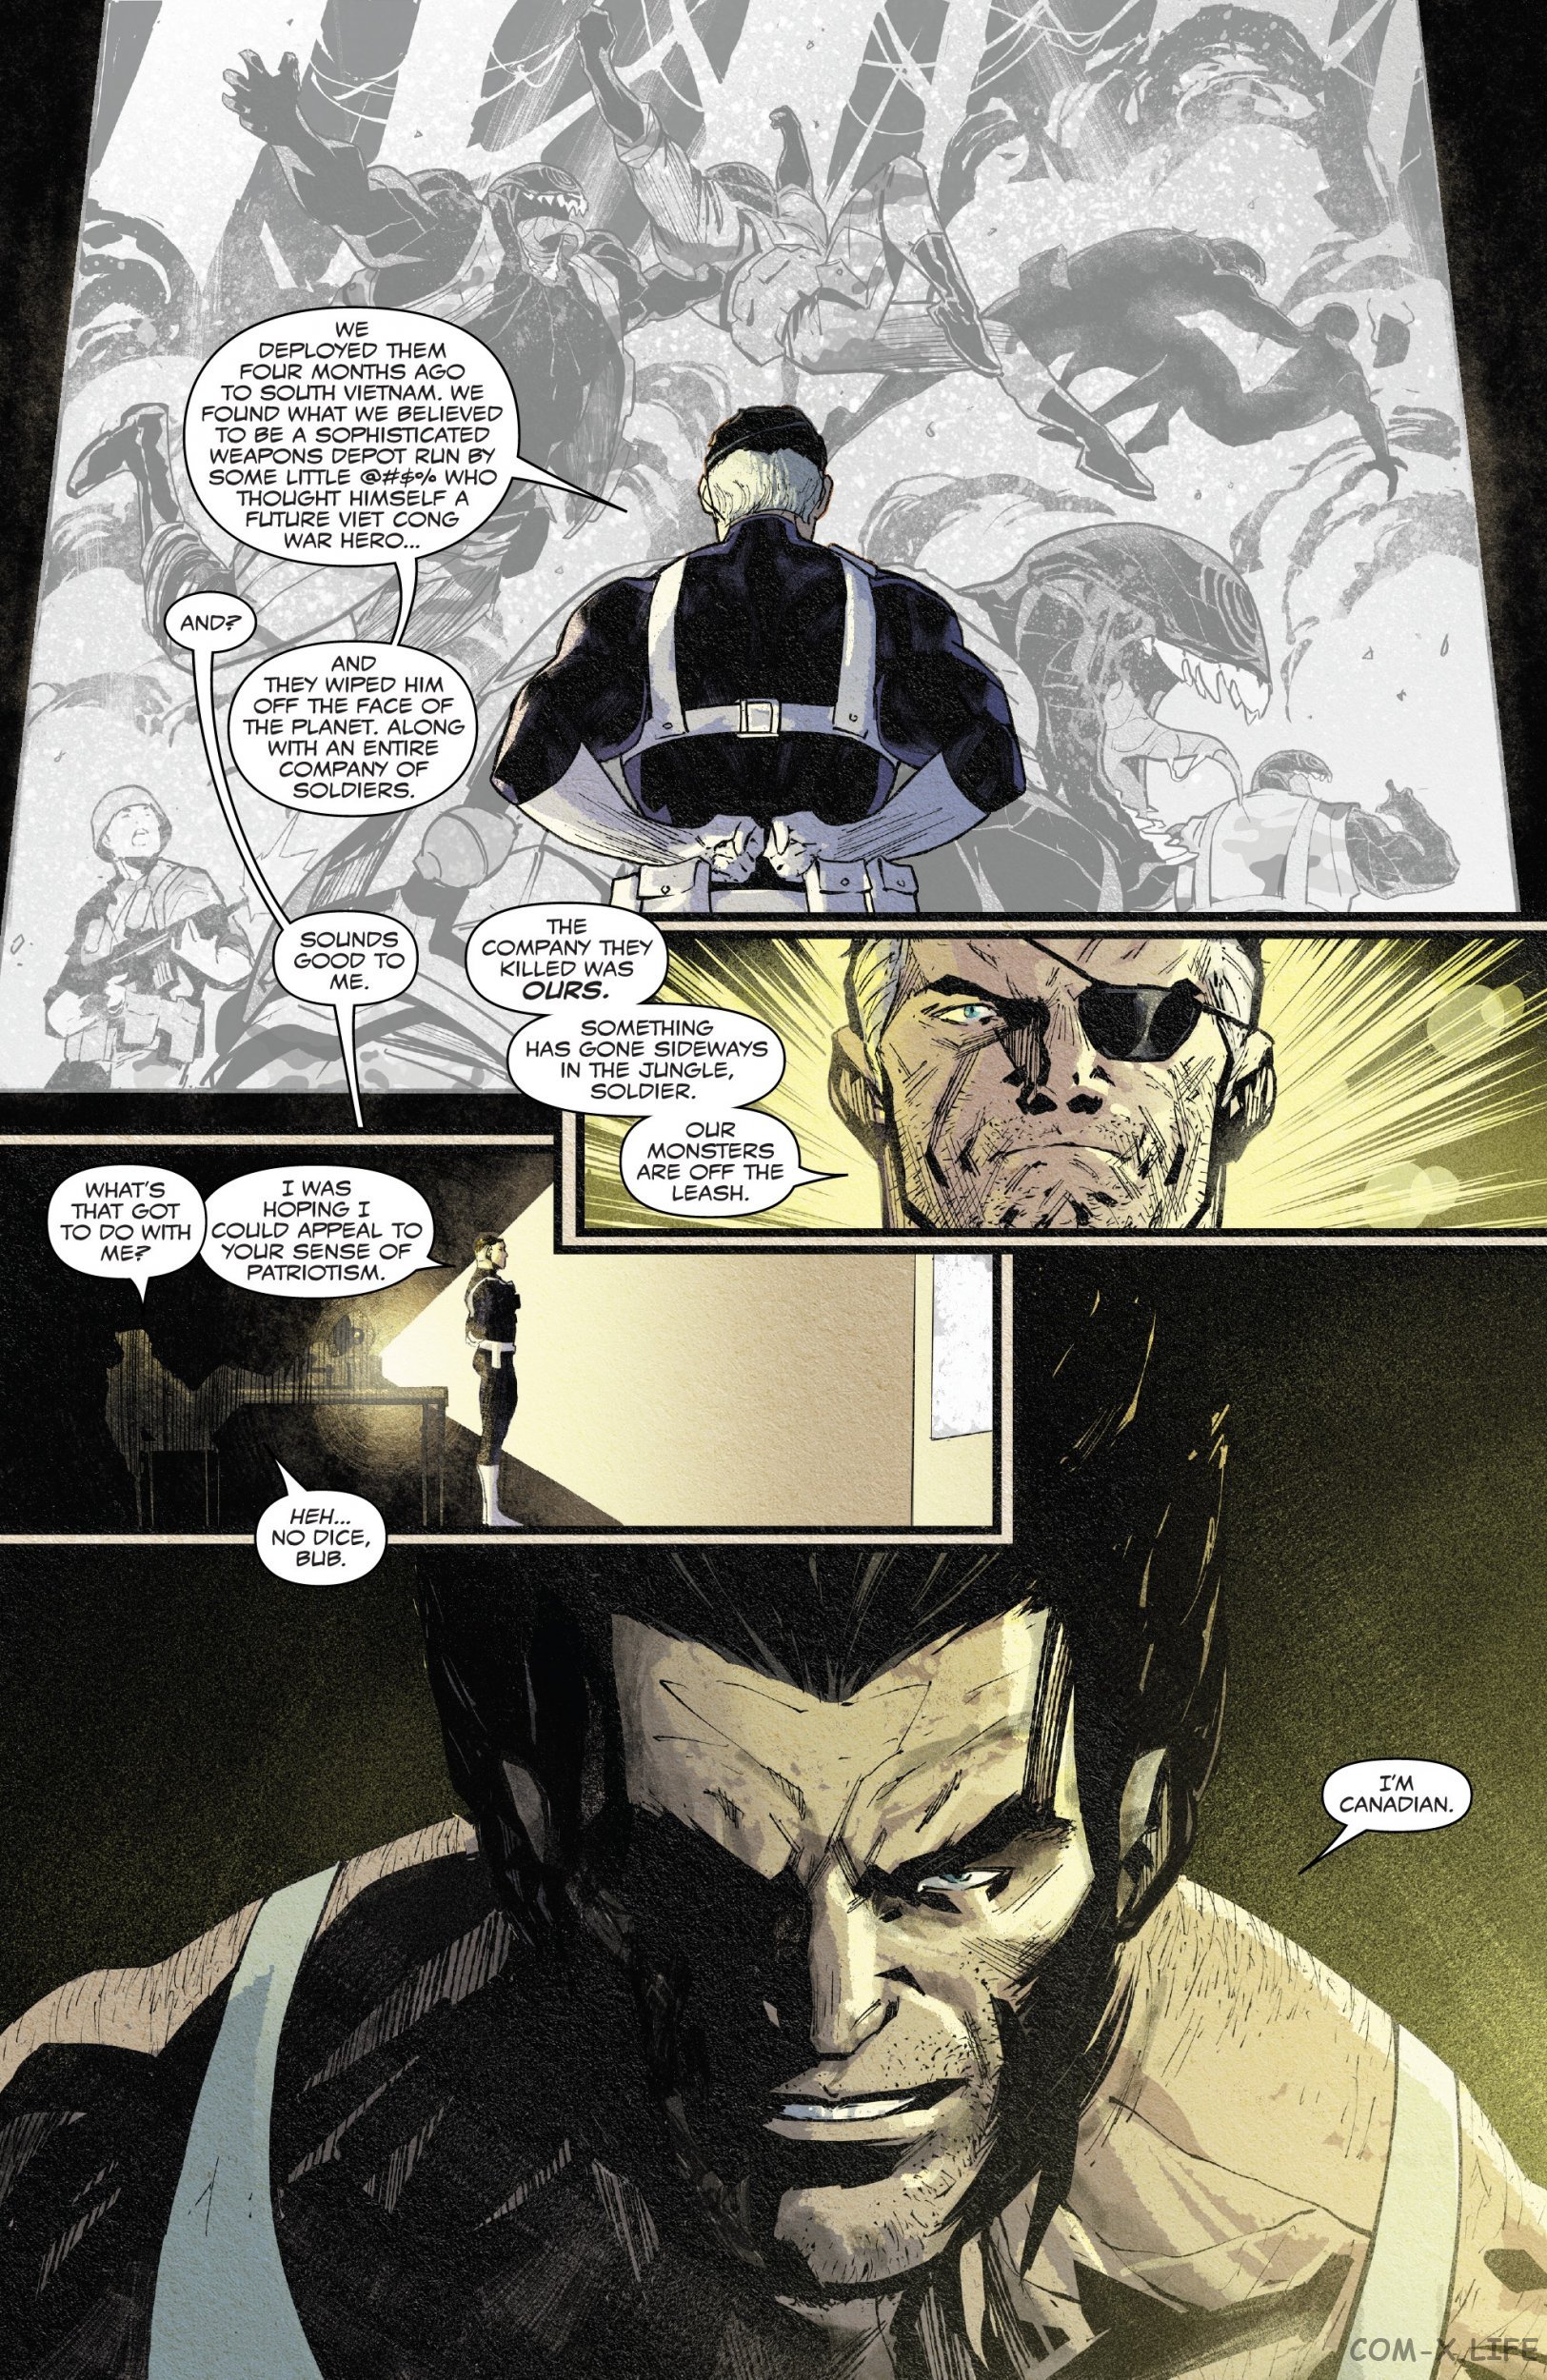 WE
DEPLOYED THEM
FOUR MONTHS AGO
TO SOUTH VIETNAM. WE
FOUND WHAT WE BELIEVED
TO BE A SOPHISTICATED
WEAPONS DEPOT RUN BY
SOME LITTLE @#$% WHO
THOUGHT HIMSELF A
FUTURE VIET CONG
WAR HERO...
AND?
AND
THEY WIPED HIM
OFF THE FACE OF
THE PLANET. ALONG
WITH AN ENTIRE
COMPANY OF
SOLDIERS.
SOUNDS
GOOD TO
ME.
THE
COMPANY THEY
KILLED WAS
OURS.
SOMETHING
HAS GONE SIDEWAYS
IN THE JUNGLE,
SOLDIER.
OUR
MONSTERS
ARE OFF THE
LEASH.
WHAT'S
THAT GOT
TO DO WITH
ME?
I WAS
HOPING I
COULD APPEAL TO
YOUR SENSE OF
PATRIOTISM.
HEH...
NO DICE,
BUB.
I'M
CANADIAN.
COM-X.LIFE